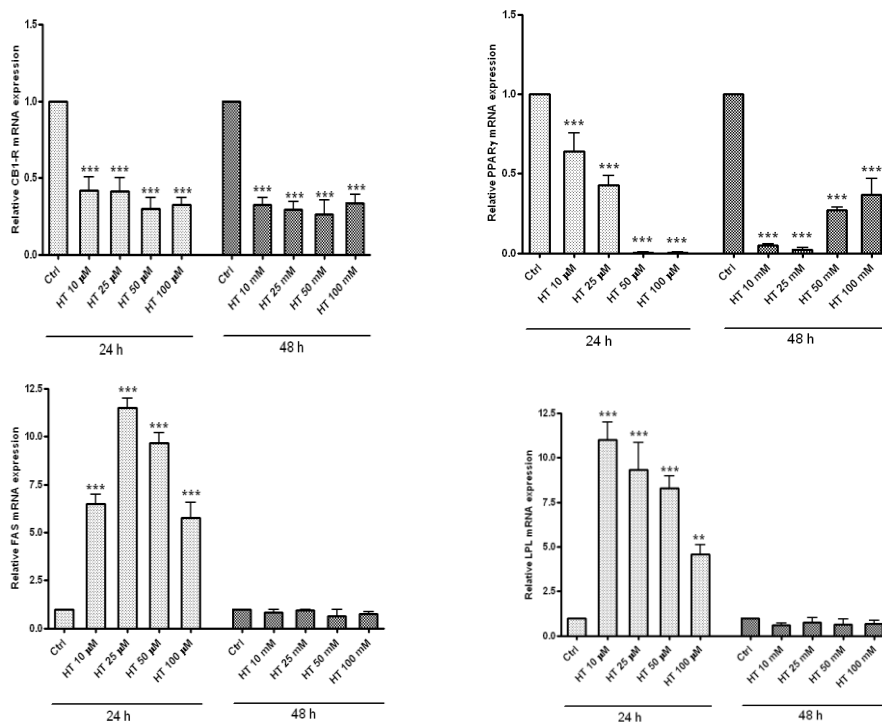 Relative CB1-R mRNA expression
1.5
1.0
0.5
0.0
*** *** *** ***
*** *** *** ***
Ctrl
HT 10 µM
HT 25 µM
HT 50 µM
HT 100 µM
Ctrl
HT 10 mM
HT 25 mM
HT 50 mM
HT 100 mM
24 h
48 h
Relative PPARγ mRNA expression
1.5
1.0
0.5
0.0
*** *** *** ***
*** *** *** ***
Ctrl
HT 10 µM
HT 25 µM
HT 50 µM
HT 100 µM
Ctrl
HT 10 mM
HT 25 mM
HT 50 mM
HT 100 mM
24 h
48 h
Relative FAS mRNA expression
12.5
10.0
7.5
5.0
2.5
0.0
*** *** *** ***
Ctrl
HT 10 µM
HT 25 µM
HT 50 µM
HT 100 µM
Ctrl
HT 10 mM
HT 25 mM
HT 50 mM
HT 100 mM
24 h
48 h
Relative LPL mRNA expression
12.5
10.0
7.5
5.0
2.5
0.0
*** *** *** **
Ctrl
HT 10 µM
HT 25 µM
HT 50 µM
HT 100 µM
Ctrl
HT 10 mM
HT 25 mM
HT 50 mM
HT 100 mM
24 h
48 h